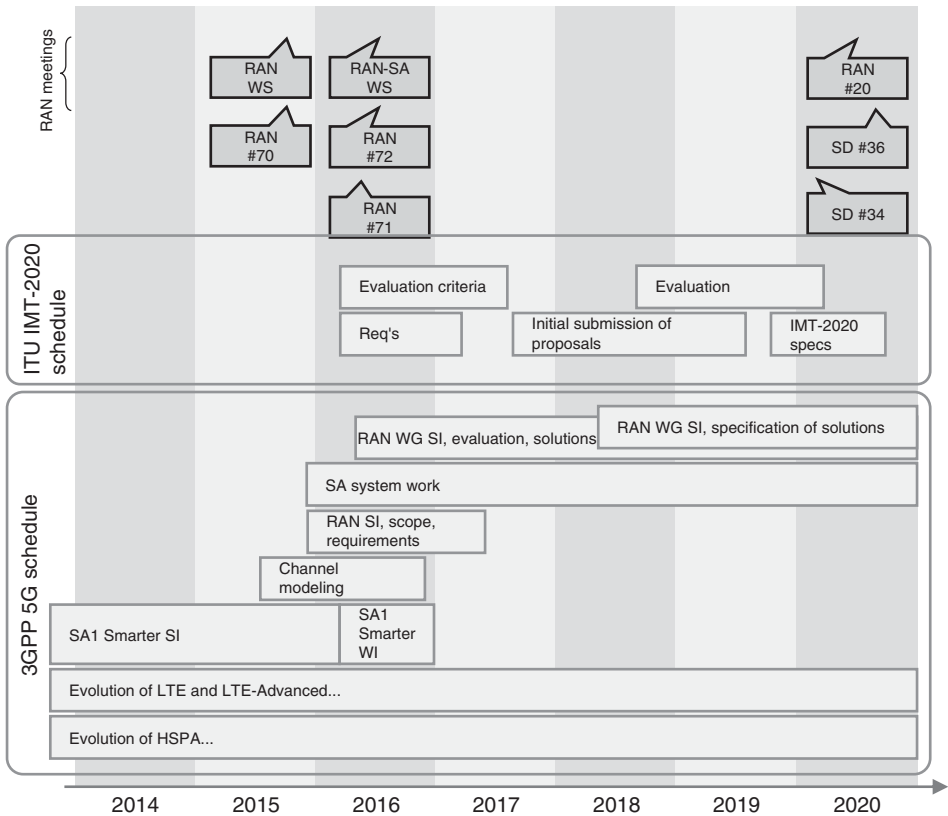 RAN meetings
RAN
WS
RAN-SA
WS
RAN
#20
RAN
#70
RAN
#72
SD #36
RAN
#71
SD #34
ITU IMT-2020
schedule
Evaluation criteria
Evaluation
Req's
Initial submission of
proposals
IMT-2020
specs
3GPP 5G schedule
RAN WG SI, evaluation, solutions
RAN WG SI, specification of solutions
SA system work
RAN SI, scope,
requirements
Channel
modeling
SA1 Smarter SI
SA1
Smarter
WI
Evolution of LTE and LTE-Advanced...
Evolution of HSPA...
2014 2015 2016 2017 2018 2019 2020